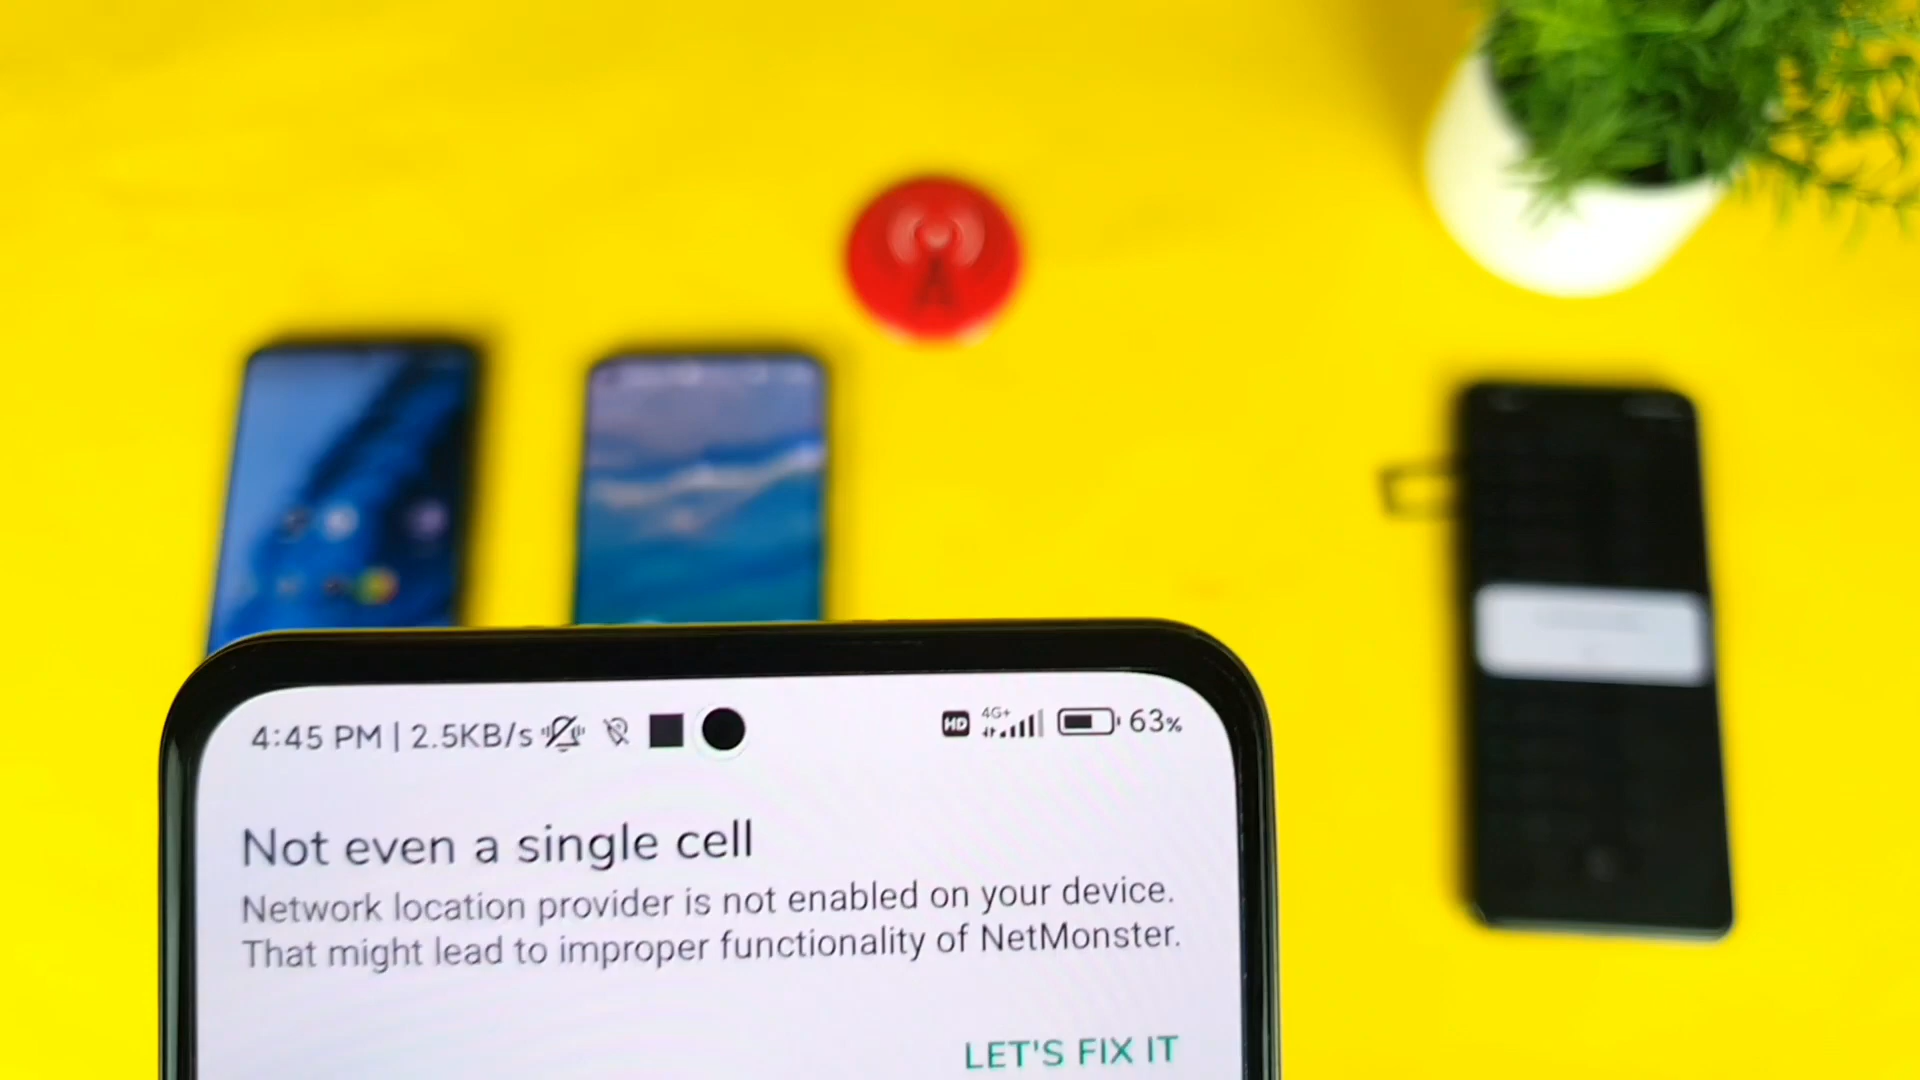 4:45 PM | 2.5KB/s HD 4G+ 63%
Not even a single cell
Network location provider is not enabled on your device.
That might lead to improper functionality of NetMonster.
LET'S FIX IT